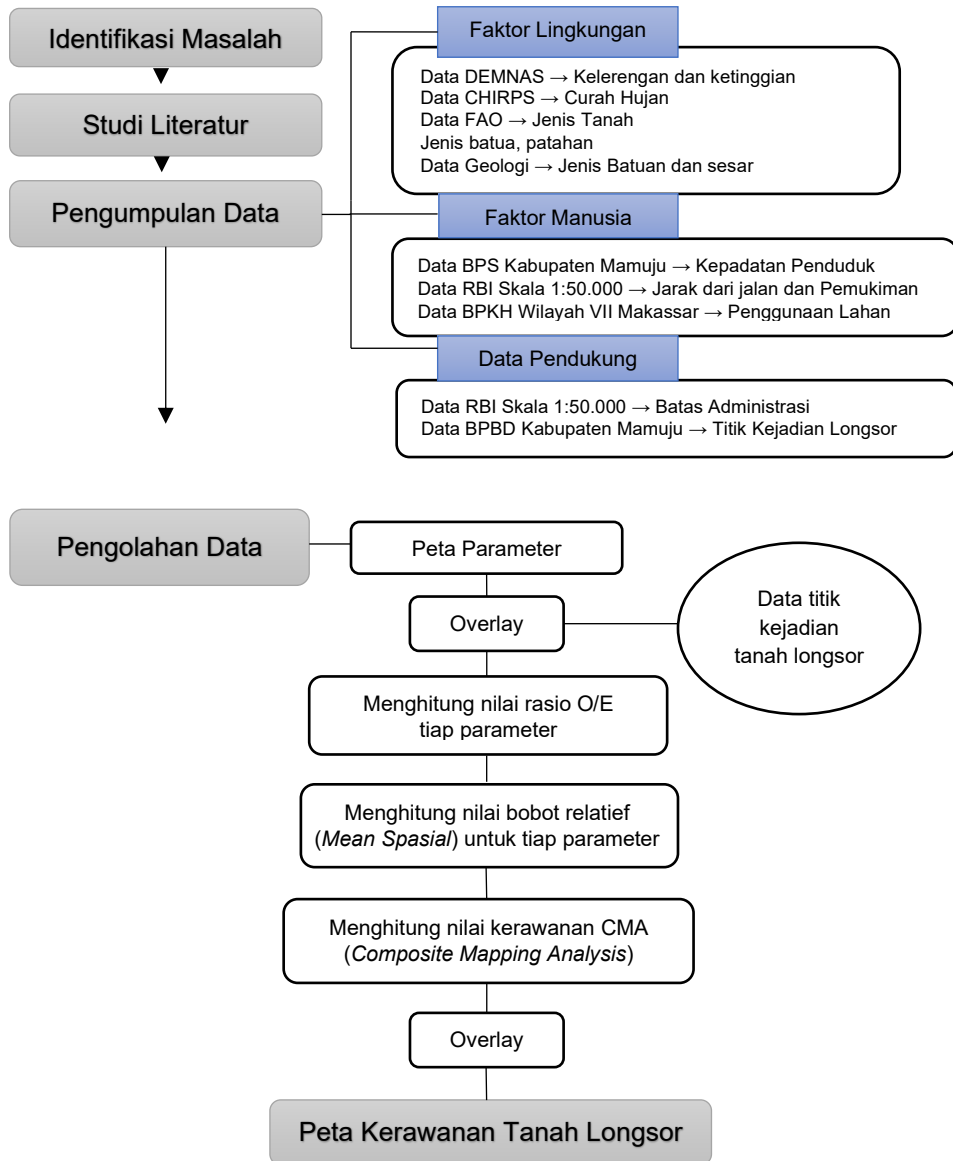 Identifikasi Masalah
Studi Literatur
Pengumpulan Data
Faktor Lingkungan
Data DEMNAS → Kelerengan dan ketinggian
Data CHIRPS → Curah Hujan
Data FAO → Jenis Tanah
Jenis batua, patahan
Data Geologi → Jenis Batuan dan sesar
Faktor Manusia
Data BPS Kabupaten Mamuju → Kepadatan Penduduk
Data RBI Skala 1:50.000 → Jarak dari jalan dan Pemukiman
Data BPKH Wilayah VII Makassar → Penggunaan Lahan
Data Pendukung
Data RBI Skala 1:50.000 → Batas Administrasi
Data BPBD Kabupaten Mamuju → Titik Kejadian Longsor
Pengolahan Data
Peta Parameter
Overlay
Data titik
kejadian
tanah longsor
Menghitung nilai rasio O/E
tiap parameter
Menghitung nilai bobot relatief
(Mean Spasial) untuk tiap parameter
Menghitung nilai kerawanan CMA
(Composite Mapping Analysis)
Overlay
Peta Kerawanan Tanah Longsor